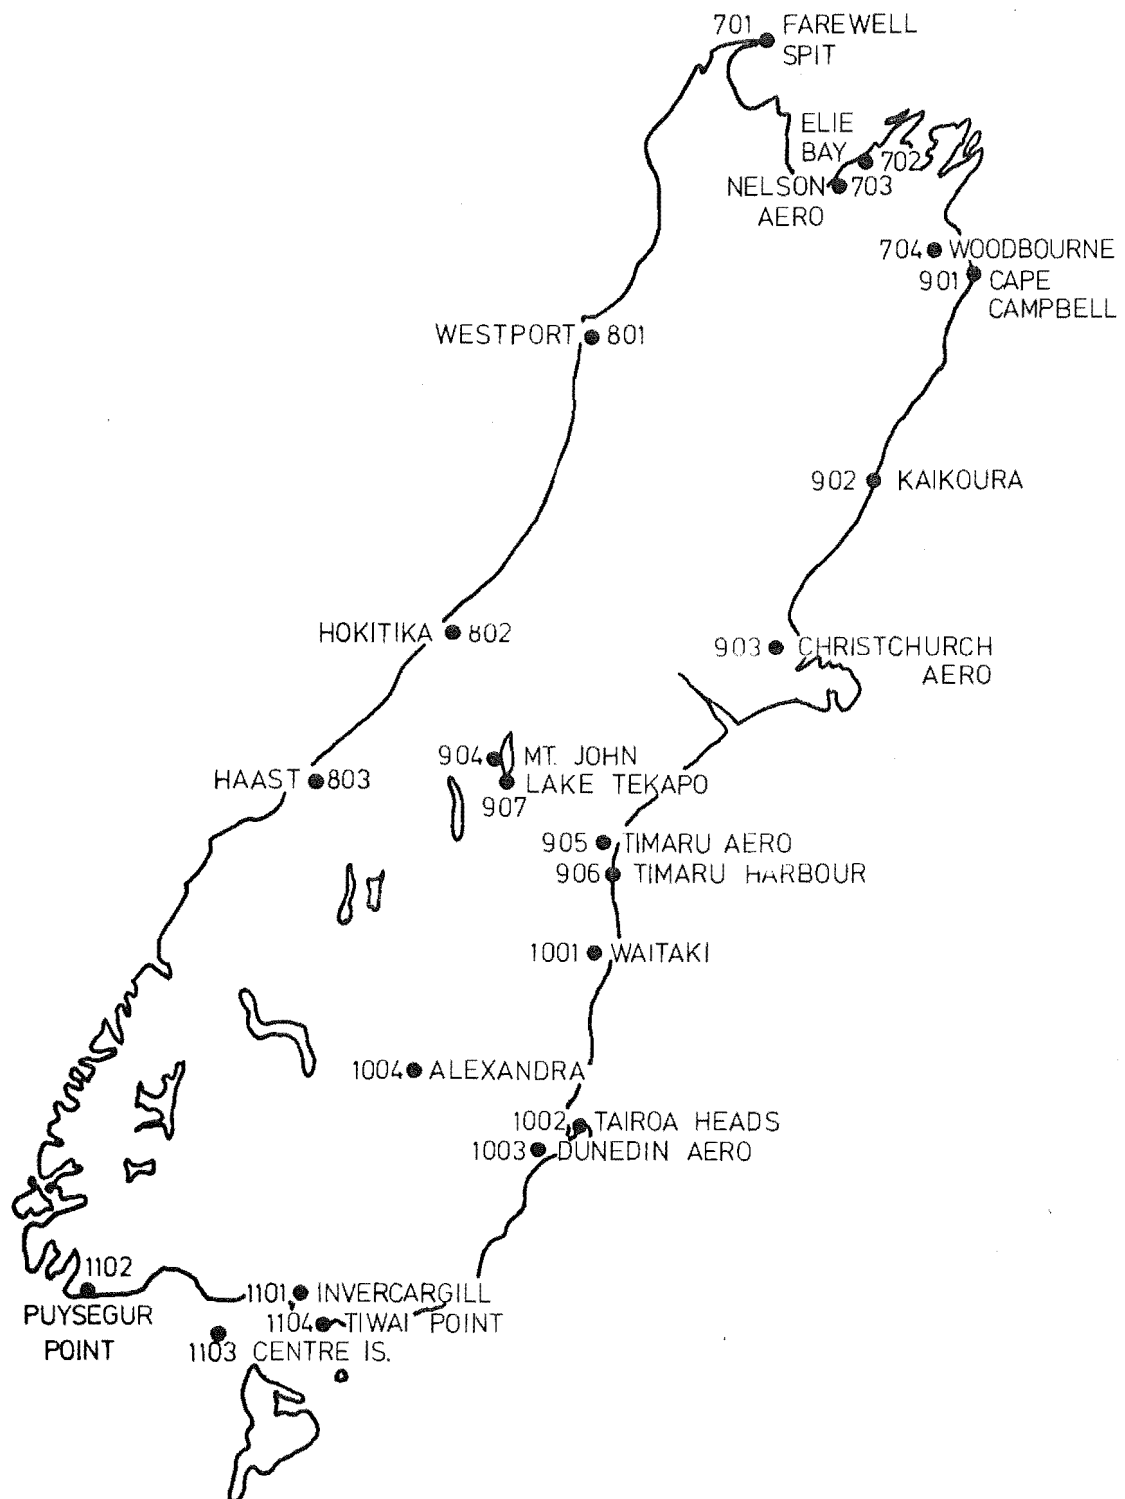 701 FAREWELL
SPIT
ELIE
BAY 702
NELSON 703
AERO
704 WOODBOURNE
901 CAPE
CAMPBELL
WESTPORT 801
902 KAIKOURA
HOKITIKA 802
903 CHRISTCHURCH
AERO
904 MT. JOHN
HAAST 803
LAKE TEKAPO
907
905 TIMARU AERO
906 TIMARU HARBOUR
1001 WAITAKI
1004 ALEXANDRA
1002 TAIROA HEADS
1003 DUNEDIN AERO
1102
PUYSEGUR
POINT
1101 INVERCARGILL
1104 TIWAI POINT
1103 CENTRE IS.